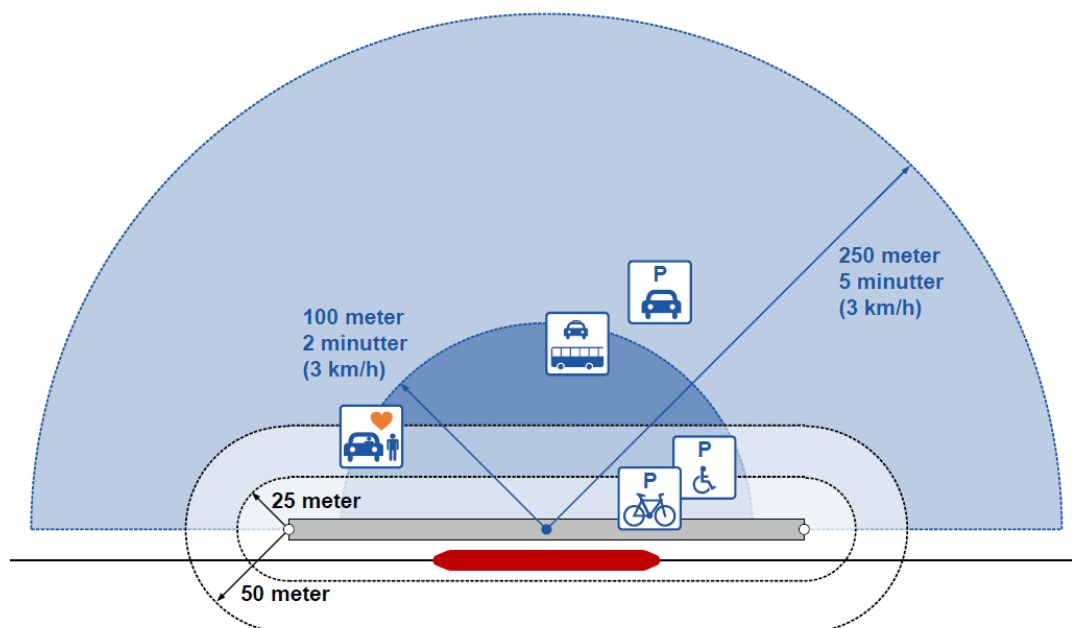 P
250 meter
5 minutter
(3 km/h)
100 meter
2 minutter
(3 km/h)
P
P
25 meter
50 meter